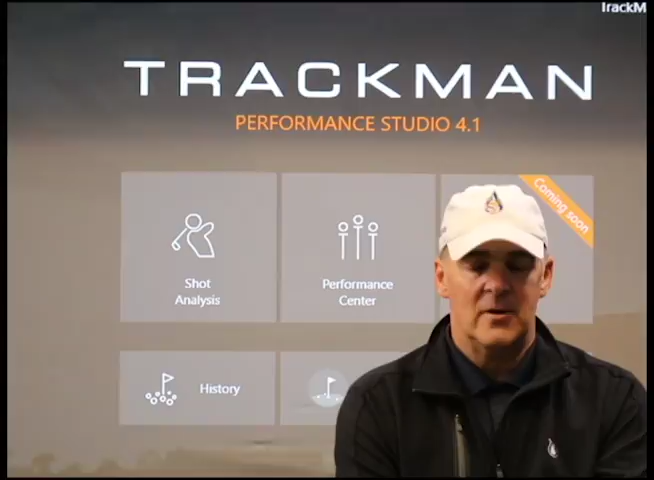 TrackM
TRACKMAN
PERFORMANCE STUDIO 4.1
Coming soon
Shot
Analysis
Performance
Center
History